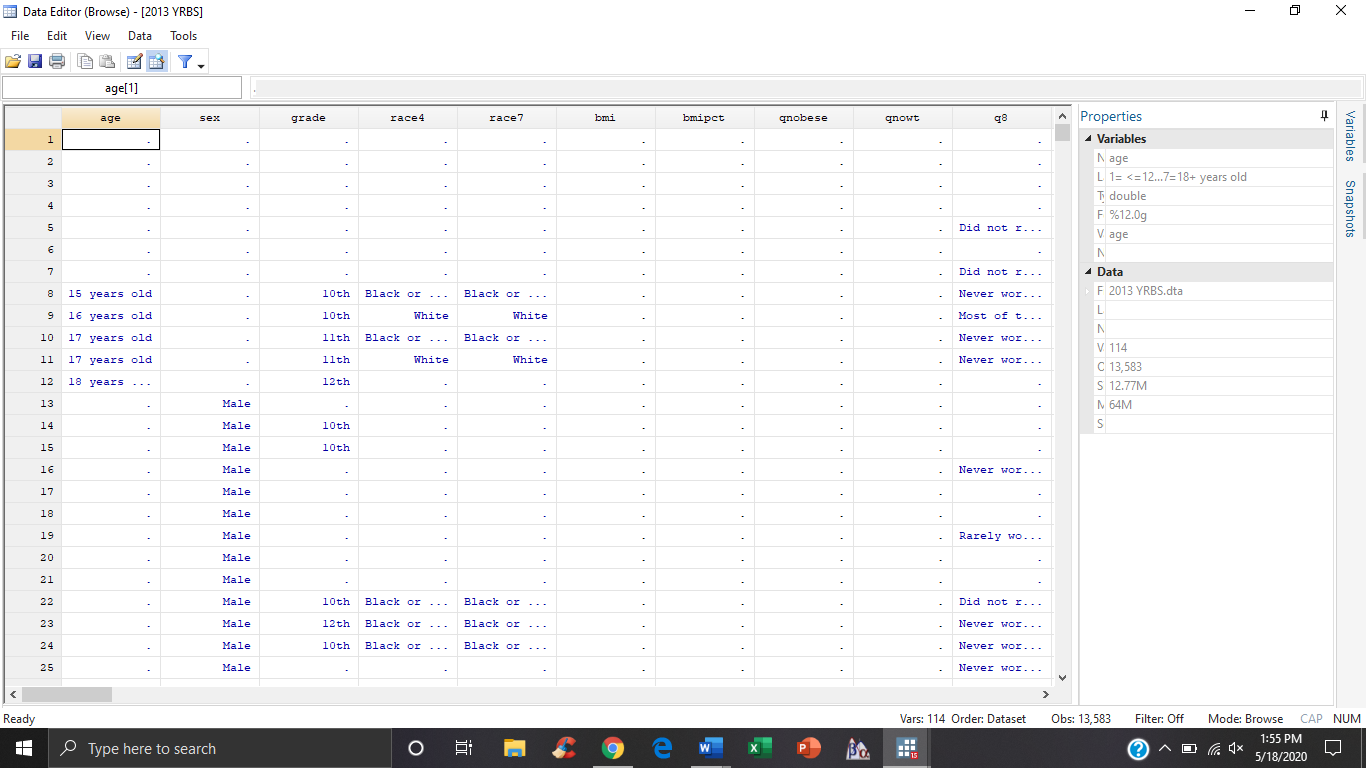 Data Editor (Browse) - [2013 YRBS]
File Edit View Data Tools
age[1]
.
age sex grade race4 race7 bmi bmipct qnobese qnowt q8
1 . . . . . . . . . .
2 . . . . . . . . . .
3 . . . . . . . . . .
4 . . . . . . . . . .
5 . . . . . . . . . Did not r...
6 . . . . . . . . . .
7 . . . . . . . . . Did not r...
8 15 years old . 10th Black or ... Black or ... . . . . Never wor...
9 16 years old . 10th White White . . . . Most of t...
10 17 years old . 11th Black or ... Black or ... . . . . Never wor...
11 17 years old . 11th White White . . . . Never wor...
12 18 years ... . 12th . . . . . . .
13 . Male . . . . . . . .
14 . Male 10th . . . . . . .
15 . Male 10th . . . . . . .
16 . Male . . . . . . . Never wor...
17 . Male . . . . . . . .
18 . Male . . . . . . . .
19 . Male . . . . . . . Rarely wo...
20 . Male . . . . . . . .
21 . Male . . . . . . . .
22 . Male 10th Black or ... Black or ... . . . . Did not r...
23 . Male 12th Black or ... Black or ... . . . . Never wor...
24 . Male 10th Black or ... Black or ... . . . . Never wor...
25 . Male . . . . . . . Never wor...
Properties
Variables
N age
L 1= <=12...7=18+ years old
Ty double
F %12.0g
V age
N
Data
F 2013 YRBS.dta
L
N
V 114
O 13,583
S 12.77M
M 64M
S
Variables
Snapshots
Ready Vars: 114 Order: Dataset Obs: 13,583 Filter: Off Mode: Browse CAP NUM
Type here to search
1:55 PM
5/18/2020